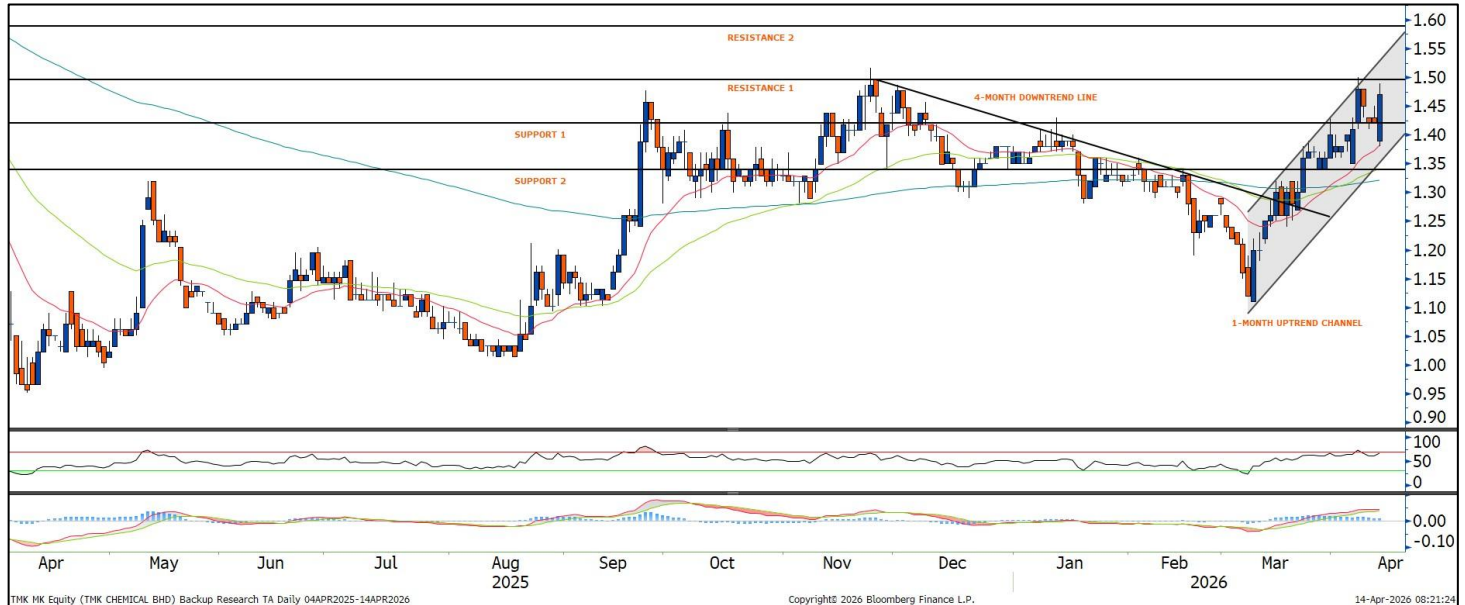 1.60
RESISTANCE 2
1.55
1.50
RESISTANCE 1
4-MONTH DOWNTREND LINE
1.45
SUPPORT 1
1.40
1.35
SUPPORT 2
1.30
1.25
1.20
1.15
1-MONTH UPTREND CHANNEL
1.10
1.05
1.00
0.95
0.90
100
50
0
0.00
-0.10
Apr May Jun Jul Aug Sep Oct Nov Dec Jan Feb Mar Apr
2025 2026
TMK MK Equity (TMK CHEMICAL BHD) Backup Research TA Daily 04APR2025-14APR2026 Copyright© 2026 Bloomberg Finance L.P. 14-Apr-2026 08:21:24